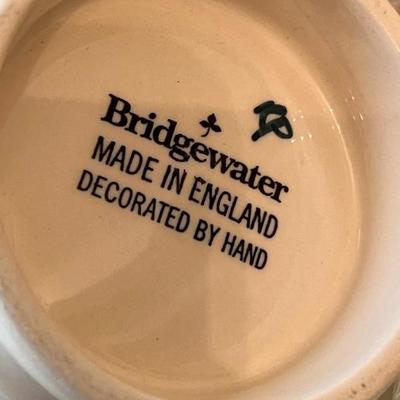 Bridgewater
MADE IN ENGLAND
DECORATED BY HAND